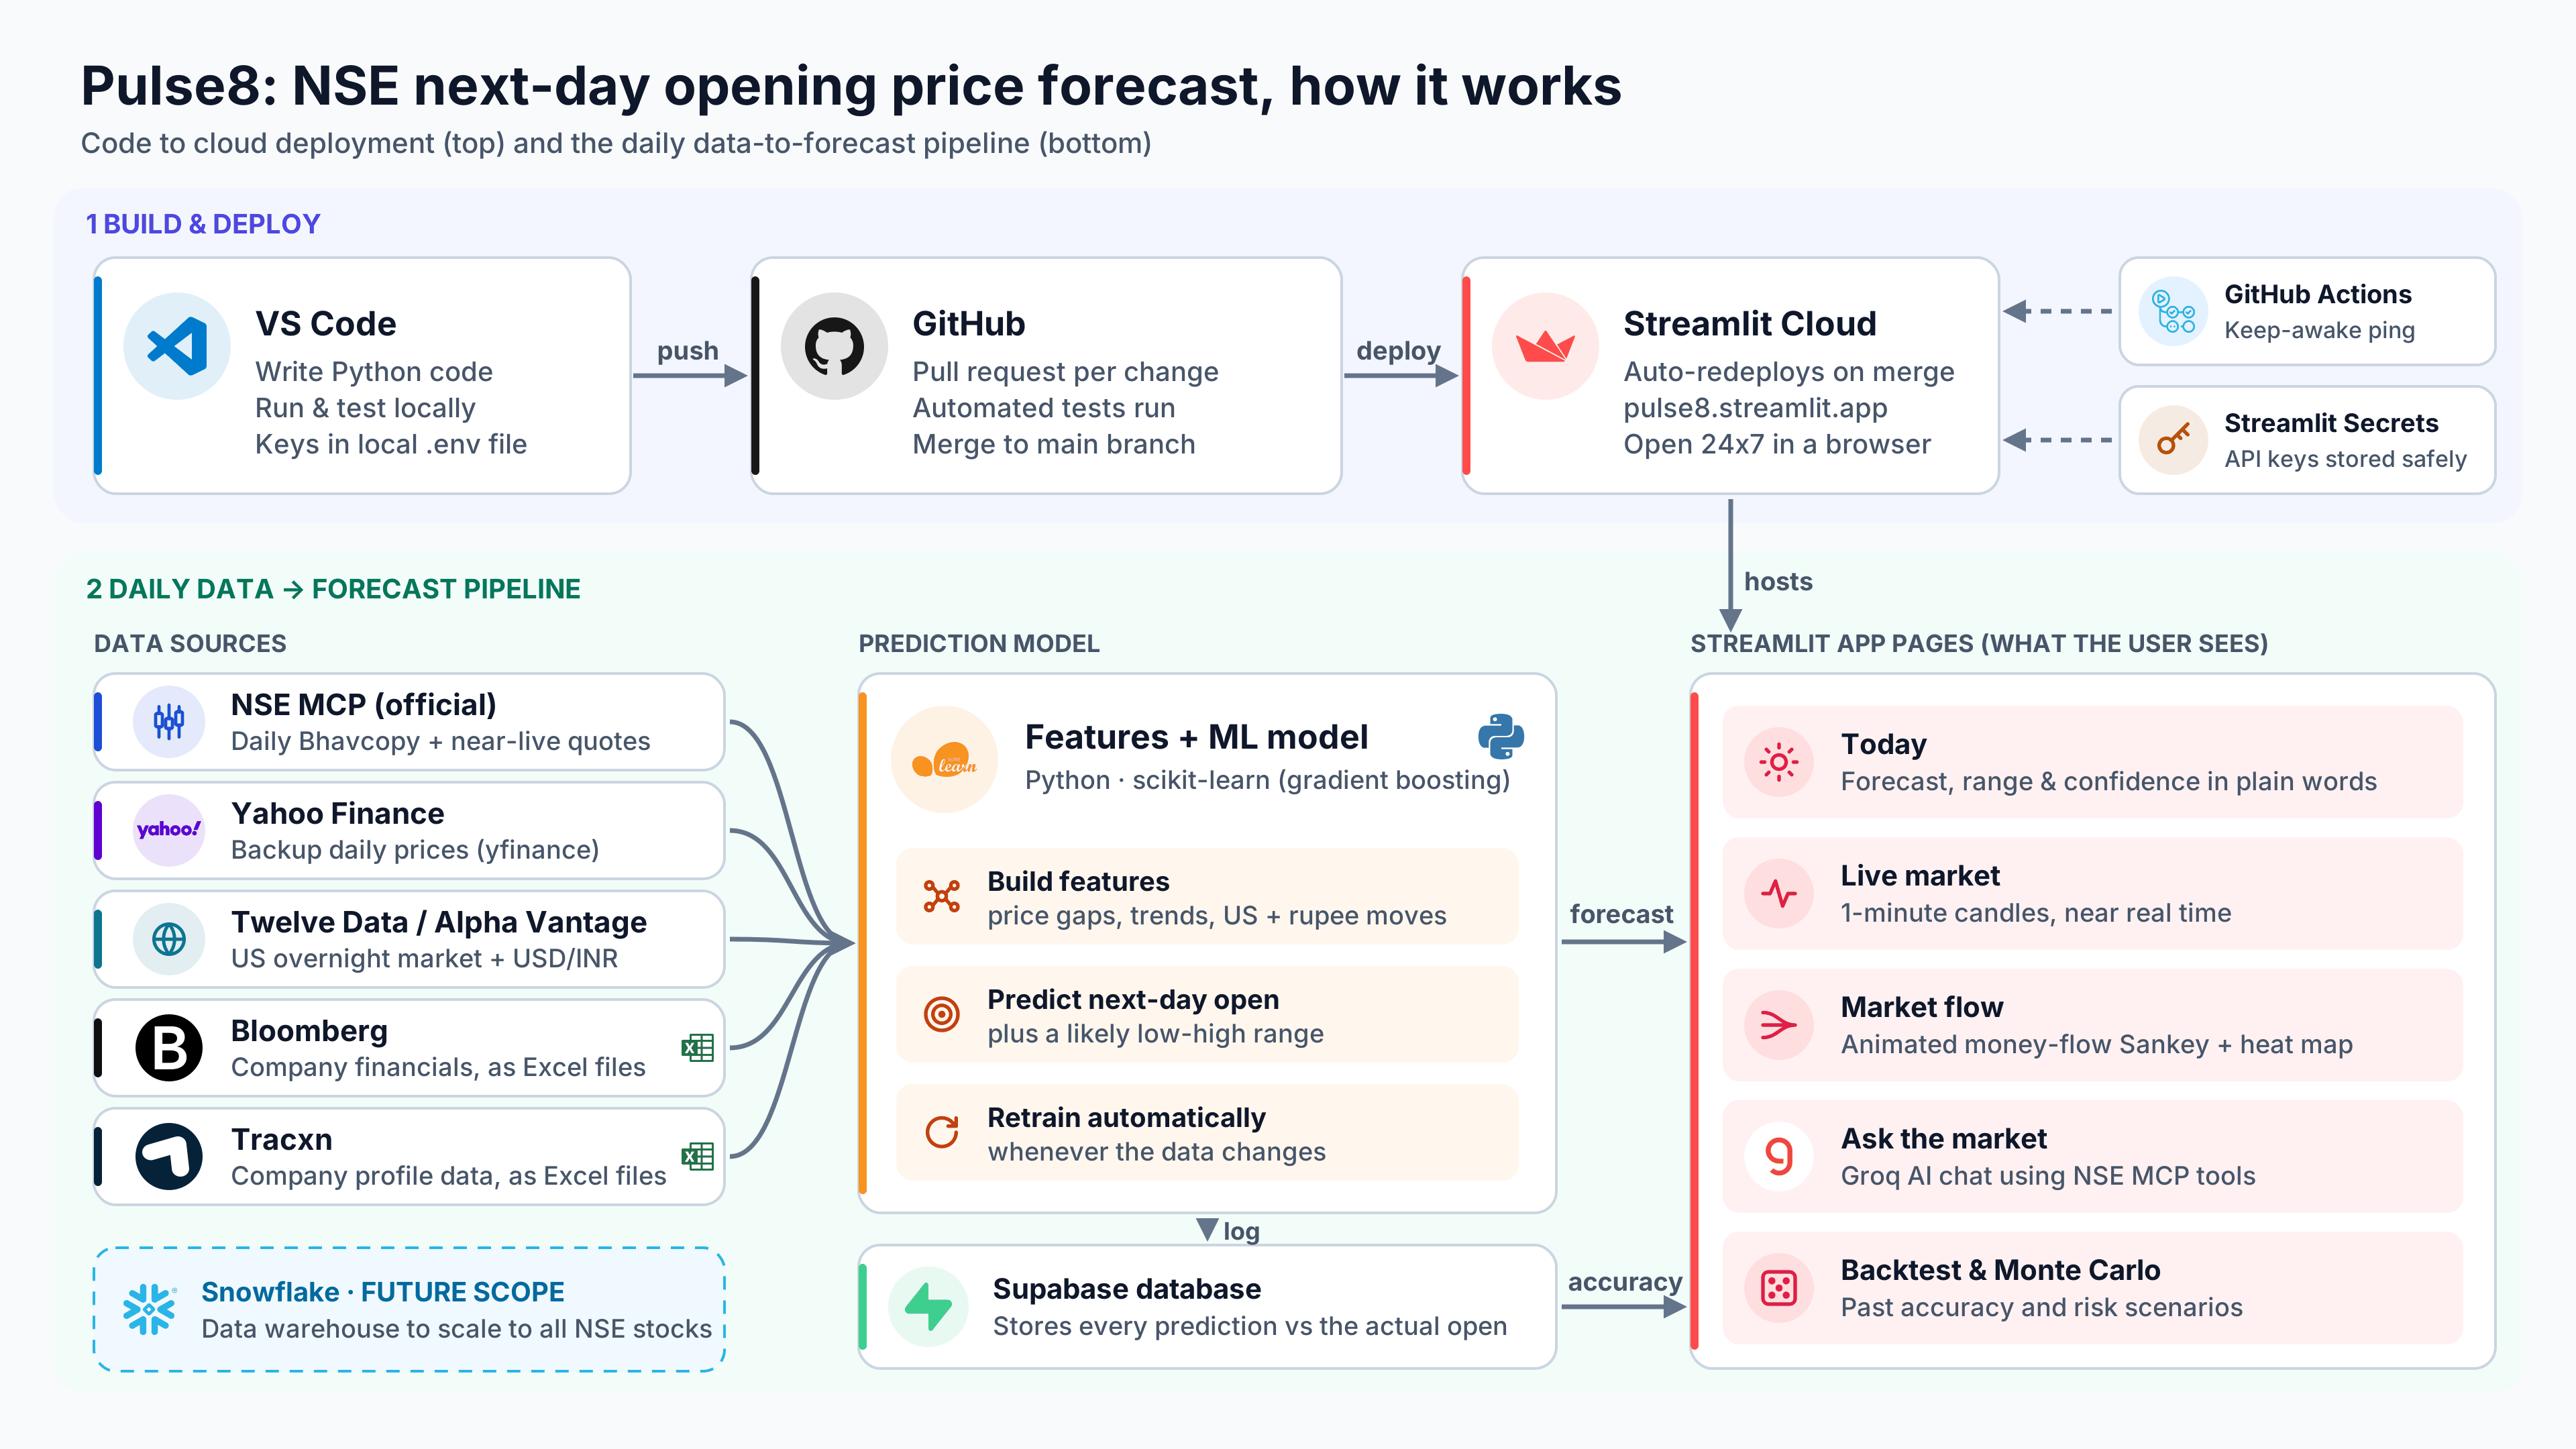 Pulse8: NSE next-day opening price forecast, how it works
Code to cloud deployment (top) and the daily data-to-forecast pipeline (bottom)
1 BUILD & DEPLOY
VS Code
Write Python code
Run & test locally
Keys in local .env file
push
GitHub
Pull request per change
Automated tests run
Merge to main branch
deploy
Streamlit Cloud
Auto-redeploys on merge
pulse8.streamlit.app
Open 24x7 in a browser
GitHub Actions
Keep-awake ping
Streamlit Secrets
API keys stored safely
hosts
2 DAILY DATA → FORECAST PIPELINE
DATA SOURCES
NSE MCP (official)
Daily Bhavcopy + near-live quotes
yahoo!
Yahoo Finance
Backup daily prices (yfinance)
Twelve Data / Alpha Vantage
US overnight market + USD/INR
B
Bloomberg
Company financials, as Excel files
X
Tracxn
Company profile data, as Excel files
X
Snowflake · FUTURE SCOPE
Data warehouse to scale to all NSE stocks
PREDICTION MODEL
learn
Features + ML model
Python · scikit-learn (gradient boosting)
Build features
price gaps, trends, US + rupee moves
Predict next-day open
plus a likely low-high range
Retrain automatically
whenever the data changes
log
Supabase database
Stores every prediction vs the actual open
forecast
accuracy
STREAMLIT APP PAGES (WHAT THE USER SEES)
Today
Forecast, range & confidence in plain words
Live market
1-minute candles, near real time
Market flow
Animated money-flow Sankey + heat map
g
Ask the market
Groq AI chat using NSE MCP tools
Backtest & Monte Carlo
Past accuracy and risk scenarios